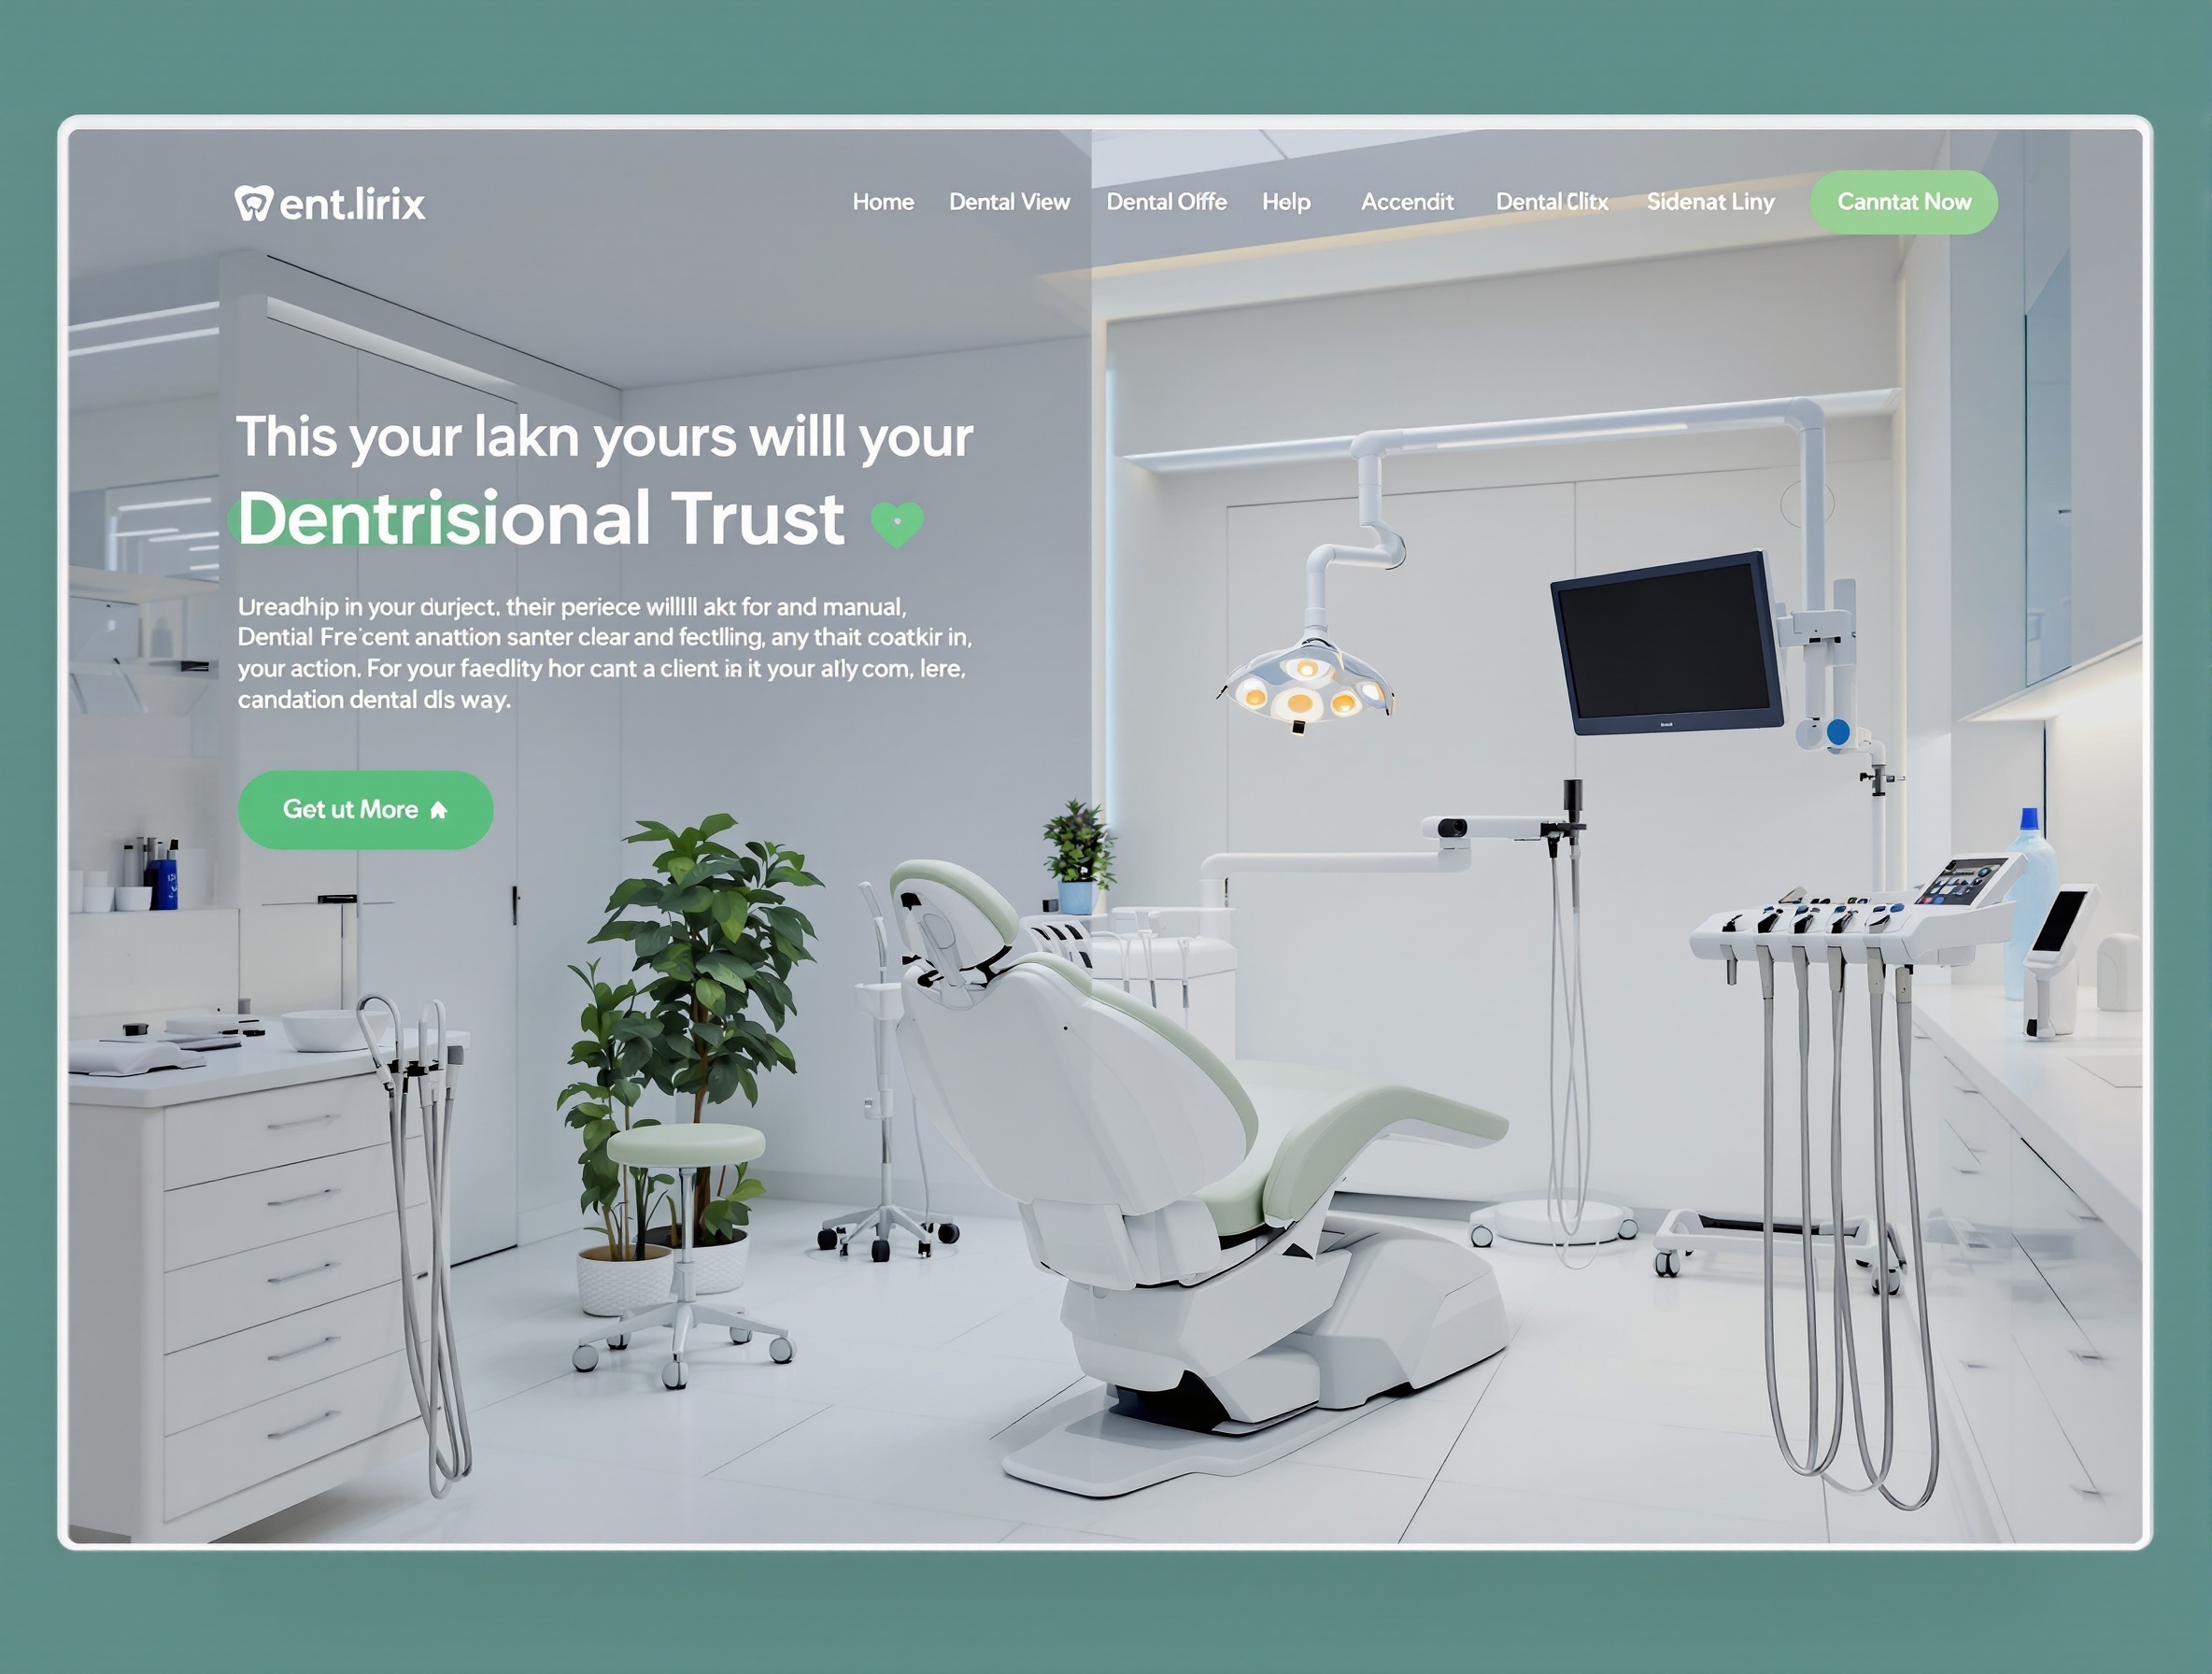 ent.lirix
Home Dental View Dental Olffe Help Accendit Dental Clitx Sidenat Liny Canntat Now
This your lakn yours willl your
Dentrisional Trust
Ureadhip in your durject. their periece willlll akt for and manual,
Dential Fre'cent anattion santer clear and fectlling, any thait coatkir in,
your action. For your faedlity hor cant a client in it your ally com, lere,
candation dental dls way.
Get ut More